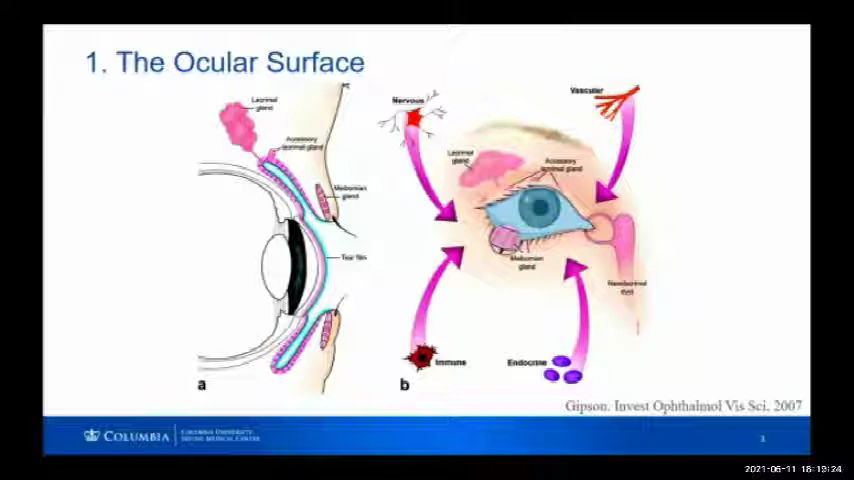 1. The Ocular Surface
Lacrimal
gland
Accessory
lacrimal gland
Meibomian
gland
Tear film
a
Nervous
Vascular
Lacrimal
gland
Accessory
lacrimal gland
Meibomian
gland
Nasolacrimal
duct
Immune
Endocrine
b
Gipson. Invest Ophthalmol Vis Sci, 2007
COLUMBIA
COLUMBIA UNIVERSITY
IRVING MEDICAL CENTER
3
2021-06-11 18:19:24